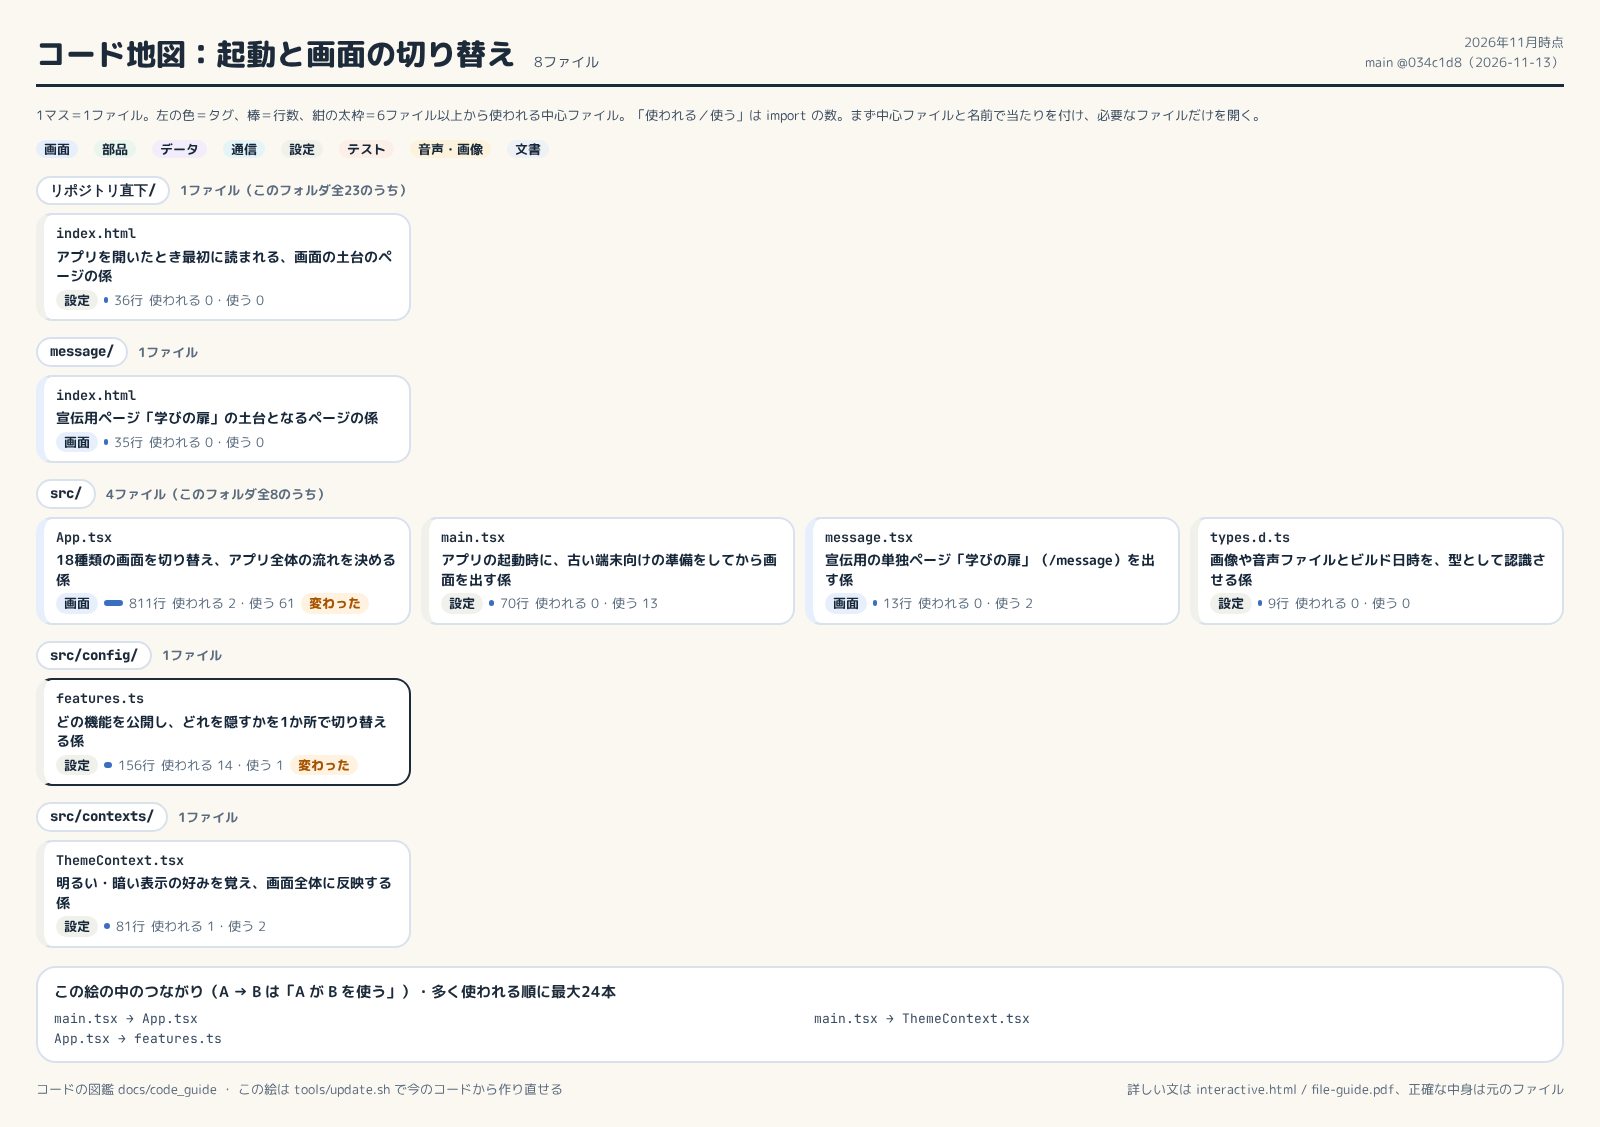 コード地図：起動と画面の切り替え 8ファイル
2026年11月時点
main @034c1d8（2026-11-13）
1マス＝1ファイル。左の色＝タグ、棒＝行数、紺の太枠＝6ファイル以上から使われる中心ファイル。「使われる／使う」は import の数。まず中心ファイルと名前で当たりを付け、必要なファイルだけを開く。
画面 部品 データ 通信 設定 テスト 音声・画像 文書
リポジトリ直下/ 1ファイル（このフォルダ全23のうち）
index.html
アプリを開いたとき最初に読まれる、画面の土台のペ
ージの係
設定 36行 使われる 0 · 使う 0
message/ 1ファイル
index.html
宣伝用ページ「学びの扉」の土台となるページの係
画面 35行 使われる 0 · 使う 0
src/ 4ファイル（このフォルダ全8のうち）
App.tsx
18種類の画面を切り替え、アプリ全体の流れを決める
係
画面 811行 使われる 2 · 使う 61 変わった
main.tsx
アプリの起動時に、古い端末向けの準備をしてから画
面を出す係
設定 70行 使われる 0 · 使う 13
message.tsx
宣伝用の単独ページ「学びの扉」（/message）を出
す係
画面 13行 使われる 0 · 使う 2
types.d.ts
画像や音声ファイルとビルド日時を、型として認識さ
せる係
設定 9行 使われる 0 · 使う 0
src/config/ 1ファイル
features.ts
どの機能を公開し、どれを隠すかを1か所で切り替え
る係
設定 156行 使われる 14 · 使う 1 変わった
src/contexts/ 1ファイル
ThemeContext.tsx
明るい・暗い表示の好みを覚え、画面全体に反映する
係
設定 81行 使われる 1 · 使う 2
この絵の中のつながり（A → B は「A が B を使う」）・多く使われる順に最大24本
main.tsx → App.tsx
main.tsx → ThemeContext.tsx
App.tsx → features.ts
コードの図鑑 docs/code_guide · この絵は tools/update.sh で今のコードから作り直せる
詳しい文は interactive.html / file-guide.pdf、正確な中身は元のファイル